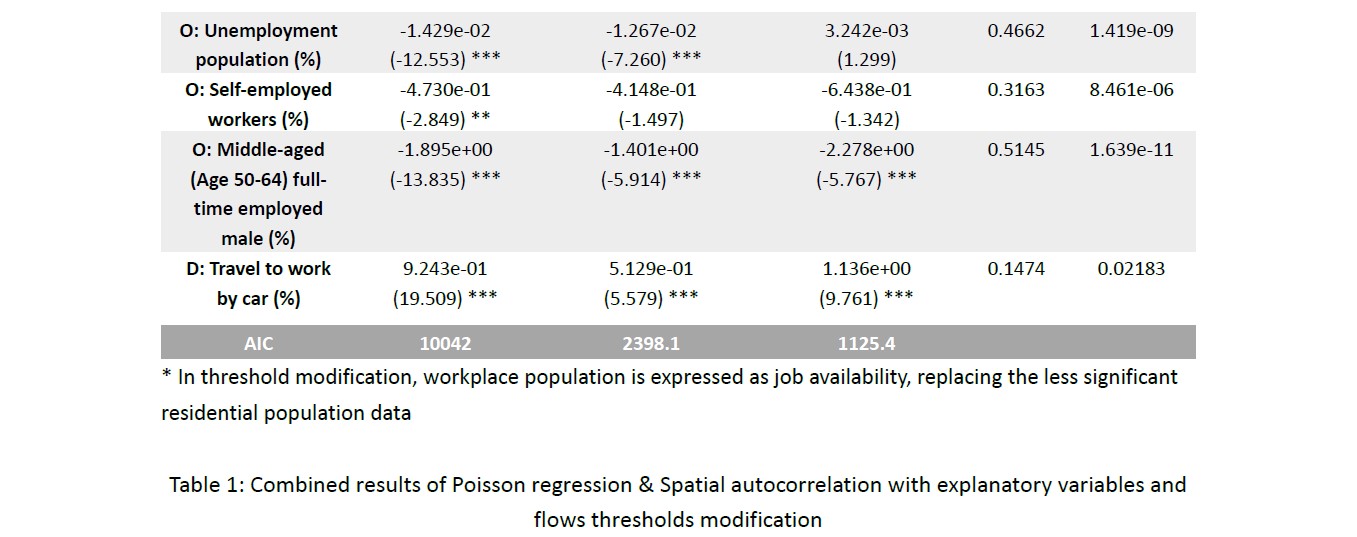 O: Unemployment -1.429e-02 -1.267e-02 3.242e-03 0.4662 1.419e-09
population (%) (-12.553) *** (-7.260) *** (1.299)
O: Self-employed -4.730e-01 -4.148e-01 -6.438e-01 0.3163 8.461e-06
workers (%) (-2.849) ** (-1.497) (-1.342)
O: Middle-aged -1.895e+00 -1.401e+00 -2.278e+00 0.5145 1.639e-11
(Age 50-64) full- (-13.835) *** (-5.914) *** (-5.767) ***
time employed
male (%)
D: Travel to work 9.243e-01 5.129e-01 1.136e+00 0.1474 0.02183
by car (%) (19.509) *** (5.579) *** (9.761) ***
AIC 10042 2398.1 1125.4
* In threshold modification, workplace population is expressed as job availability, replacing the less significant
residential population data
Table 1: Combined results of Poisson regression & Spatial autocorrelation with explanatory variables and
flows thresholds modification